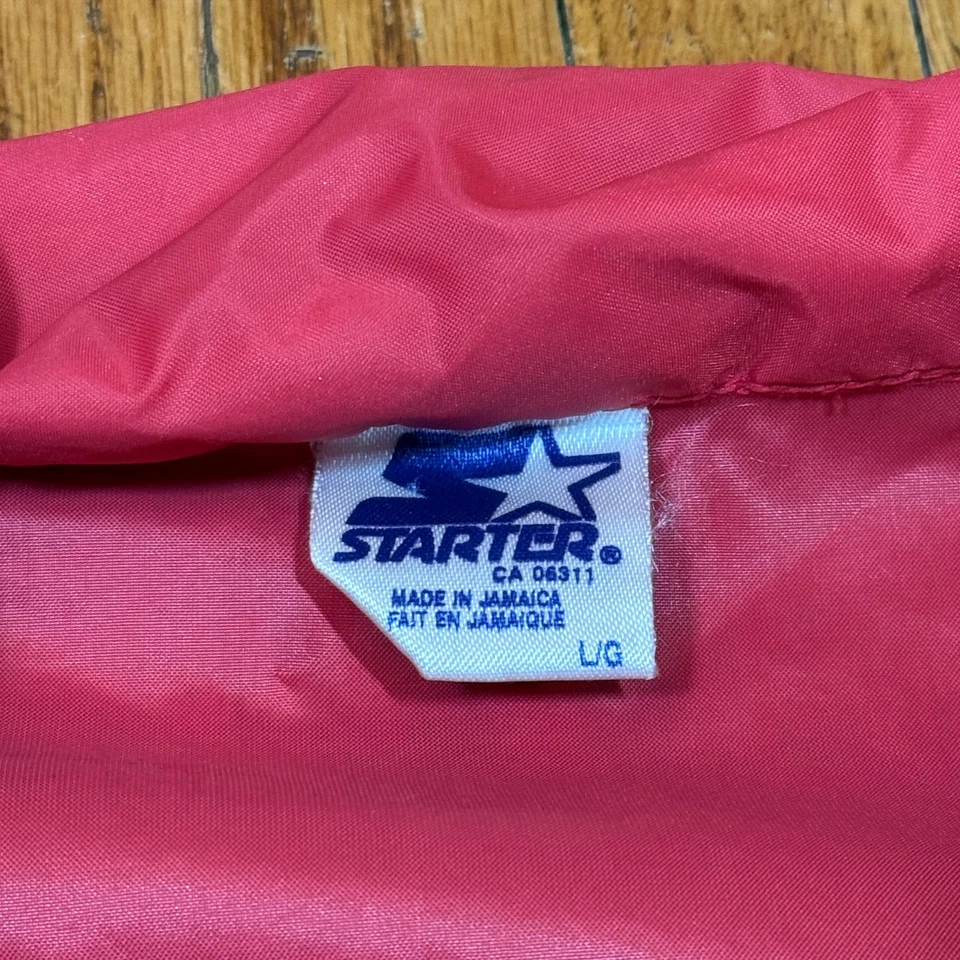 STARTER®
CA 06311
MADE IN JAMAICA
FAIT EN JAMAIQUE
L/G